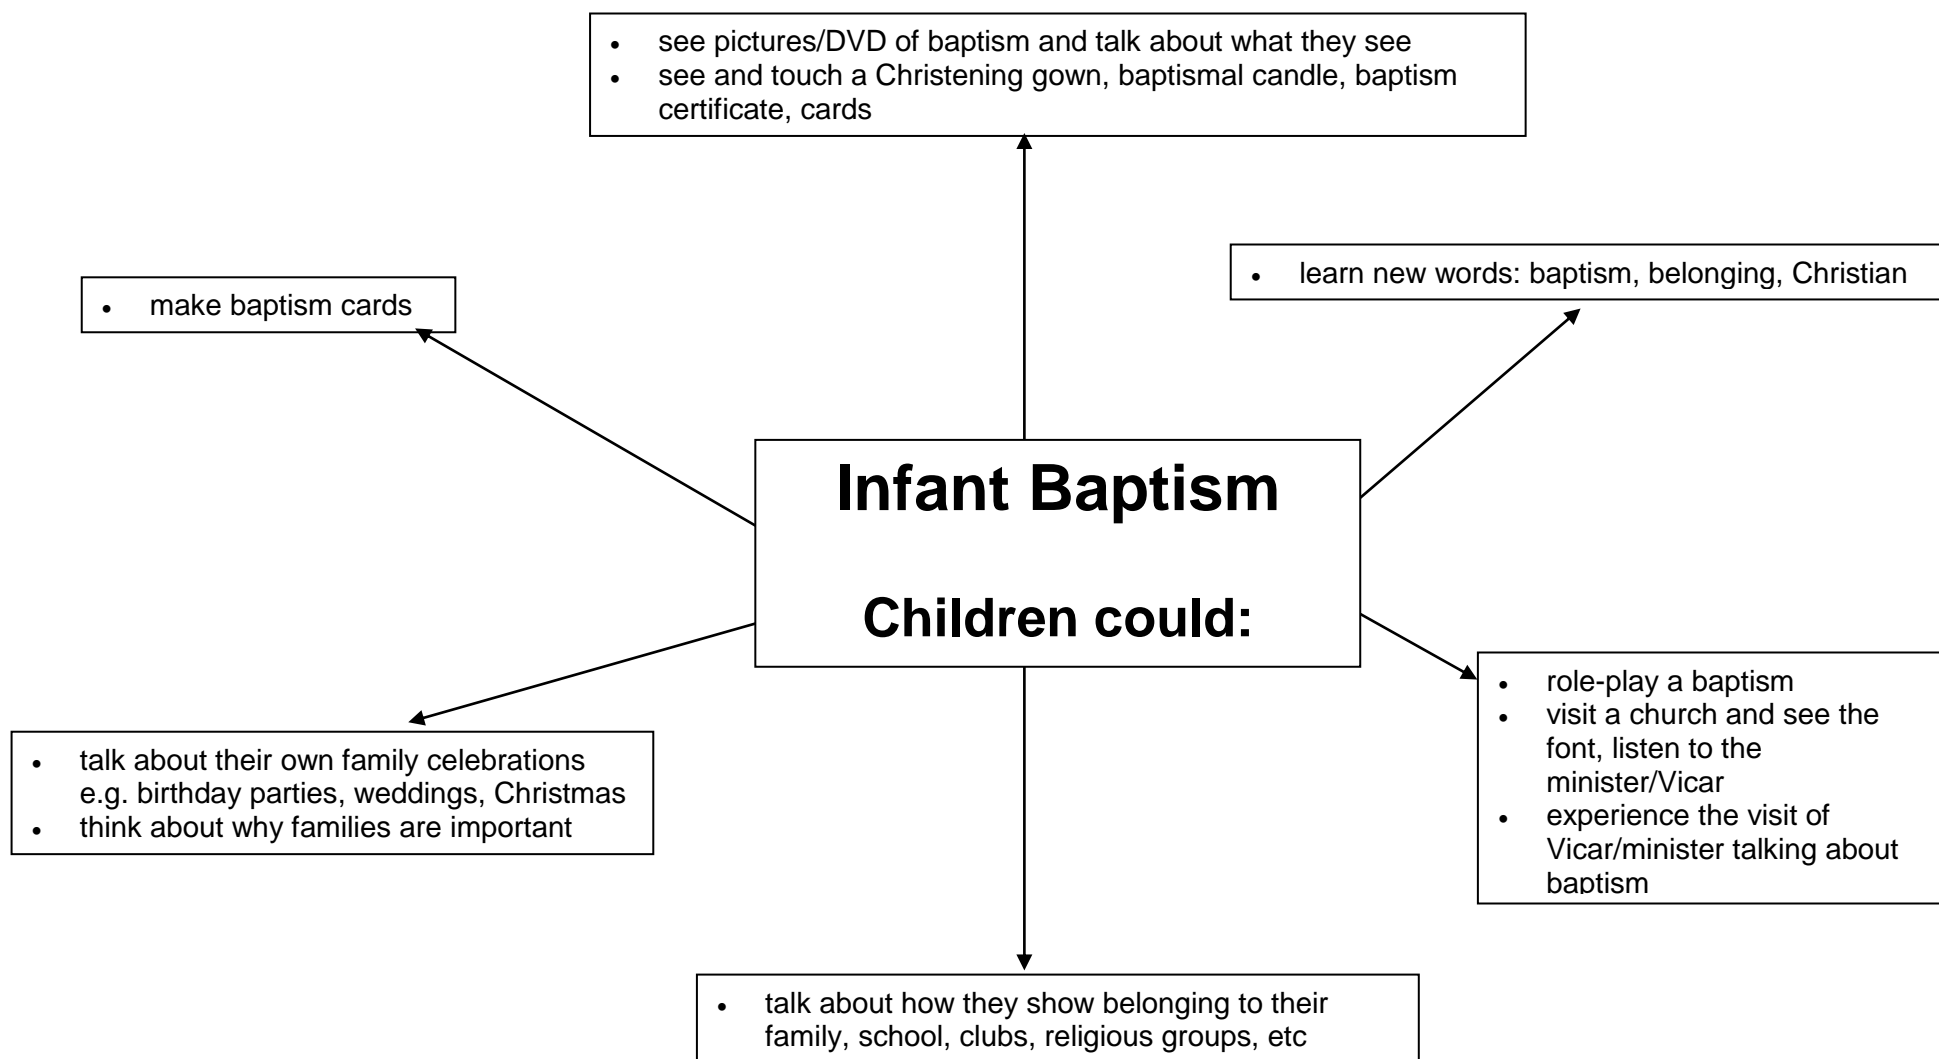 • see pictures/DVD of baptism and talk about what they see
• see and touch a Christening gown, baptismal candle, baptism
certificate, cards
• learn new words: baptism, belonging, Christian
• make baptism cards
Infant Baptism
Children could:
• role-play a baptism
• visit a church and see the
font, listen to the
minister/Vicar
• experience the visit of
Vicar/minister talking about
baptism
• talk about their own family celebrations
e.g. birthday parties, weddings, Christmas
• think about why families are important
• talk about how they show belonging to their
family, school, clubs, religious groups, etc